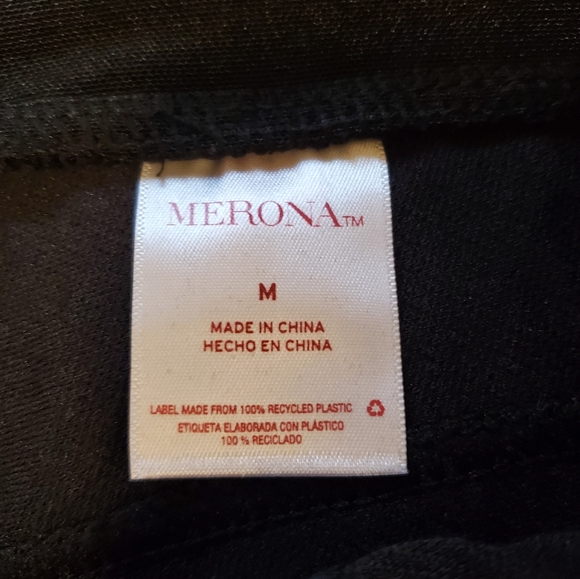 MERONA™
M
MADE IN CHINA
HECHO EN CHINA
LABEL MADE FROM 100% RECYCLED PLASTIC
ETIQUETA ELABORADA CON PLÁSTICO
100 % RECICLADO